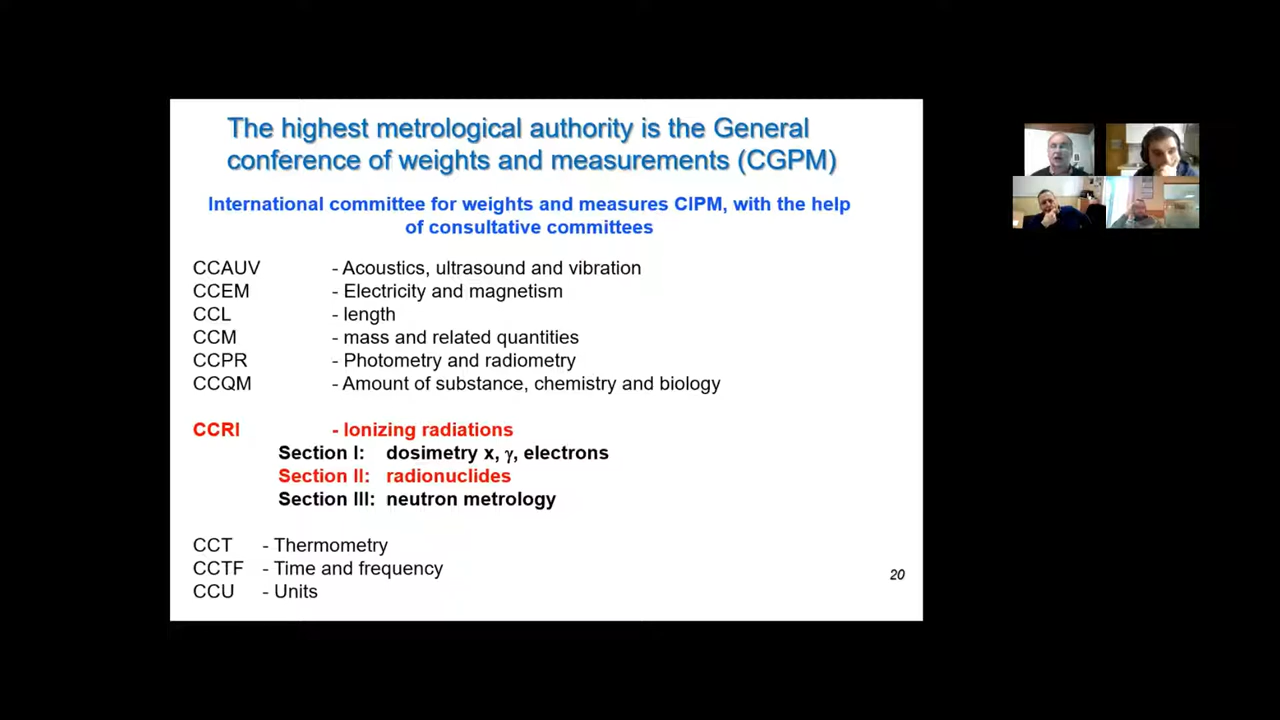 The highest metrological authority is the General
conference of weights and measurements (CGPM)
International committee for weights and measures CIPM, with the help
of consultative committees
CCAUV - Acoustics, ultrasound and vibration
CCEM - Electricity and magnetism
CCL - length
CCM - mass and related quantities
CCPR - Photometry and radiometry
CCQM - Amount of substance, chemistry and biology
CCRI - Ionizing radiations
Section I: dosimetry x, γ, electrons
Section II: radionuclides
Section III: neutron metrology
CCT - Thermometry
CCTF - Time and frequency
CCU - Units
20